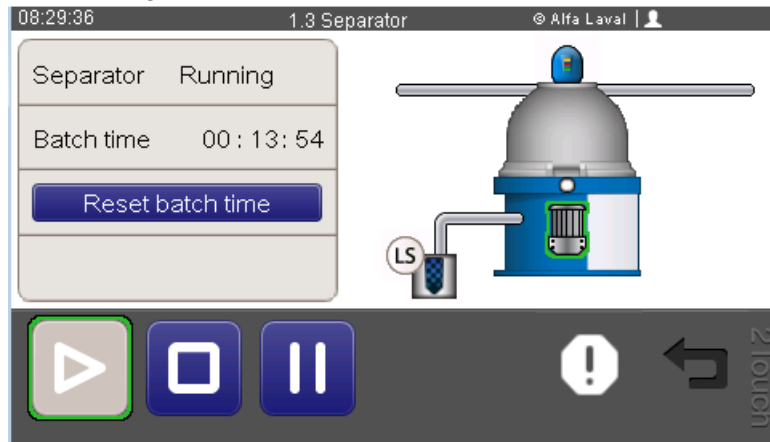 08:29:36 1.3 Separator © Alfa Laval |
Separator Running
Batch time 00:13:54
Reset batch time
LS
2 Touch